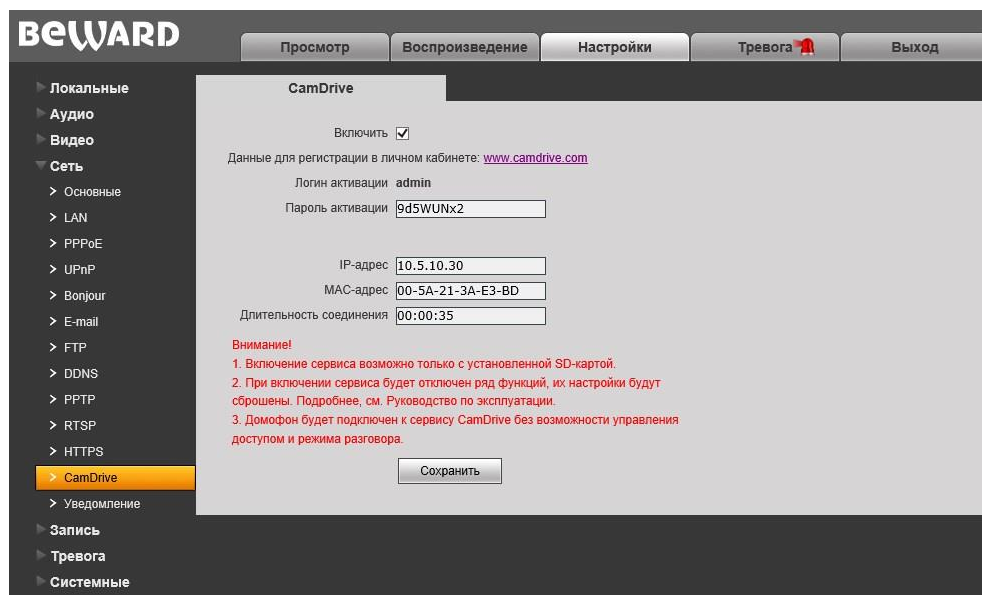 BEWARD
Просмотр
Воспроизведение
Настройки
Тревога
Выход
Локальные
Аудио
Видео
Сеть
Основные
LAN
PPPoE
UPnP
Bonjour
E-mail
FTP
DDNS
PPTP
RTSP
HTTPS
CamDrive
Уведомление
Запись
Тревога
Системные
CamDrive
Включить
Данные для регистрации в личном кабинете: www.camdrive.com
Логин активации admin
Пароль активации 9d5WUNx2
IP-адрес 10.5.10.30
MAC-адрес 00-5A-21-3A-E3-BD
Длительность соединения 00:00:35
Внимание!
1. Включение сервиса возможно только с установленной SD-картой.
2. При включении сервиса будет отключен ряд функций, их настройки будут
сброшены. Подробнее, см. Руководство по эксплуатации.
3. Домофон будет подключен к сервису CamDrive без возможности управления
доступом и режима разговора.
Сохранить